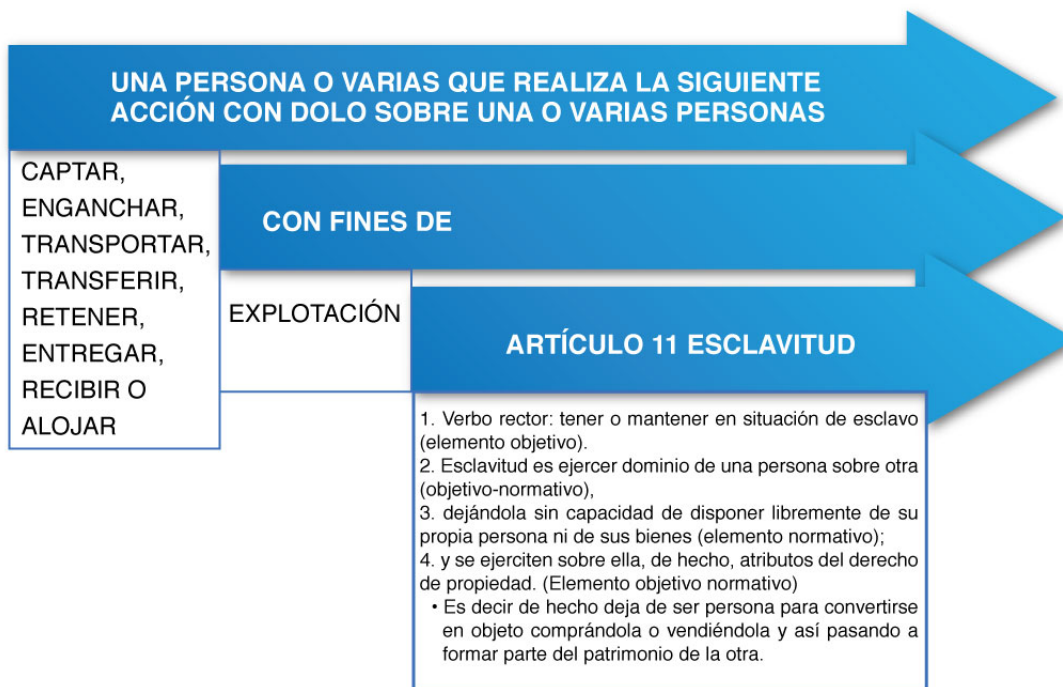 UNA PERSONA O VARIAS QUE REALIZA LA SIGUIENTE
ACCIÓN CON DOLO SOBRE UNA O VARIAS PERSONAS
CAPTAR,
ENGANCHAR,
TRANSPORTAR,
TRANSFERIR,
RETENER,
ENTREGAR,
RECIBIR O
ALOJAR
CON FINES DE
EXPLOTACIÓN
ARTÍCULO 11 ESCLAVITUD
1. Verbo rector: tener o mantener en situación de esclavo
(elemento objetivo).
2. Esclavitud es ejercer dominio de una persona sobre otra
(objetivo-normativo),
3. dejándola sin capacidad de disponer libremente de su
propia persona ni de sus bienes (elemento normativo);
4. y se ejerciten sobre ella, de hecho, atributos del derecho
de propiedad. (Elemento objetivo normativo)
• Es decir de hecho deja de ser persona para convertirse
en objeto comprándola o vendiéndola y así pasando a
formar parte del patrimonio de la otra.